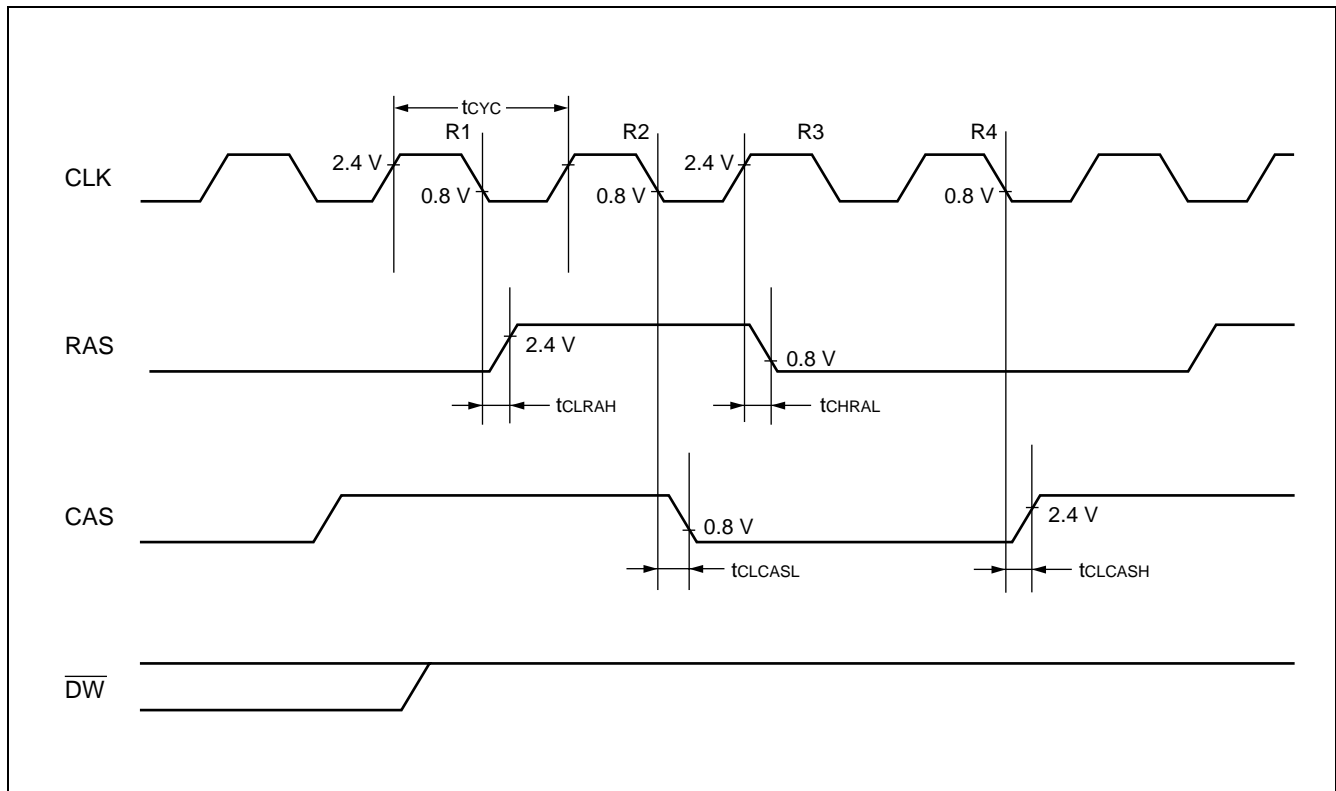 tCYC
R1 R2 R3 R4
CLK
2.4 V
0.8 V
0.8 V
2.4 V
0.8 V
RAS
2.4 V
0.8 V
tCLRAH
tCHRAL
CAS
0.8 V
2.4 V
tCLCASL
tCLCASH
D̅W̅